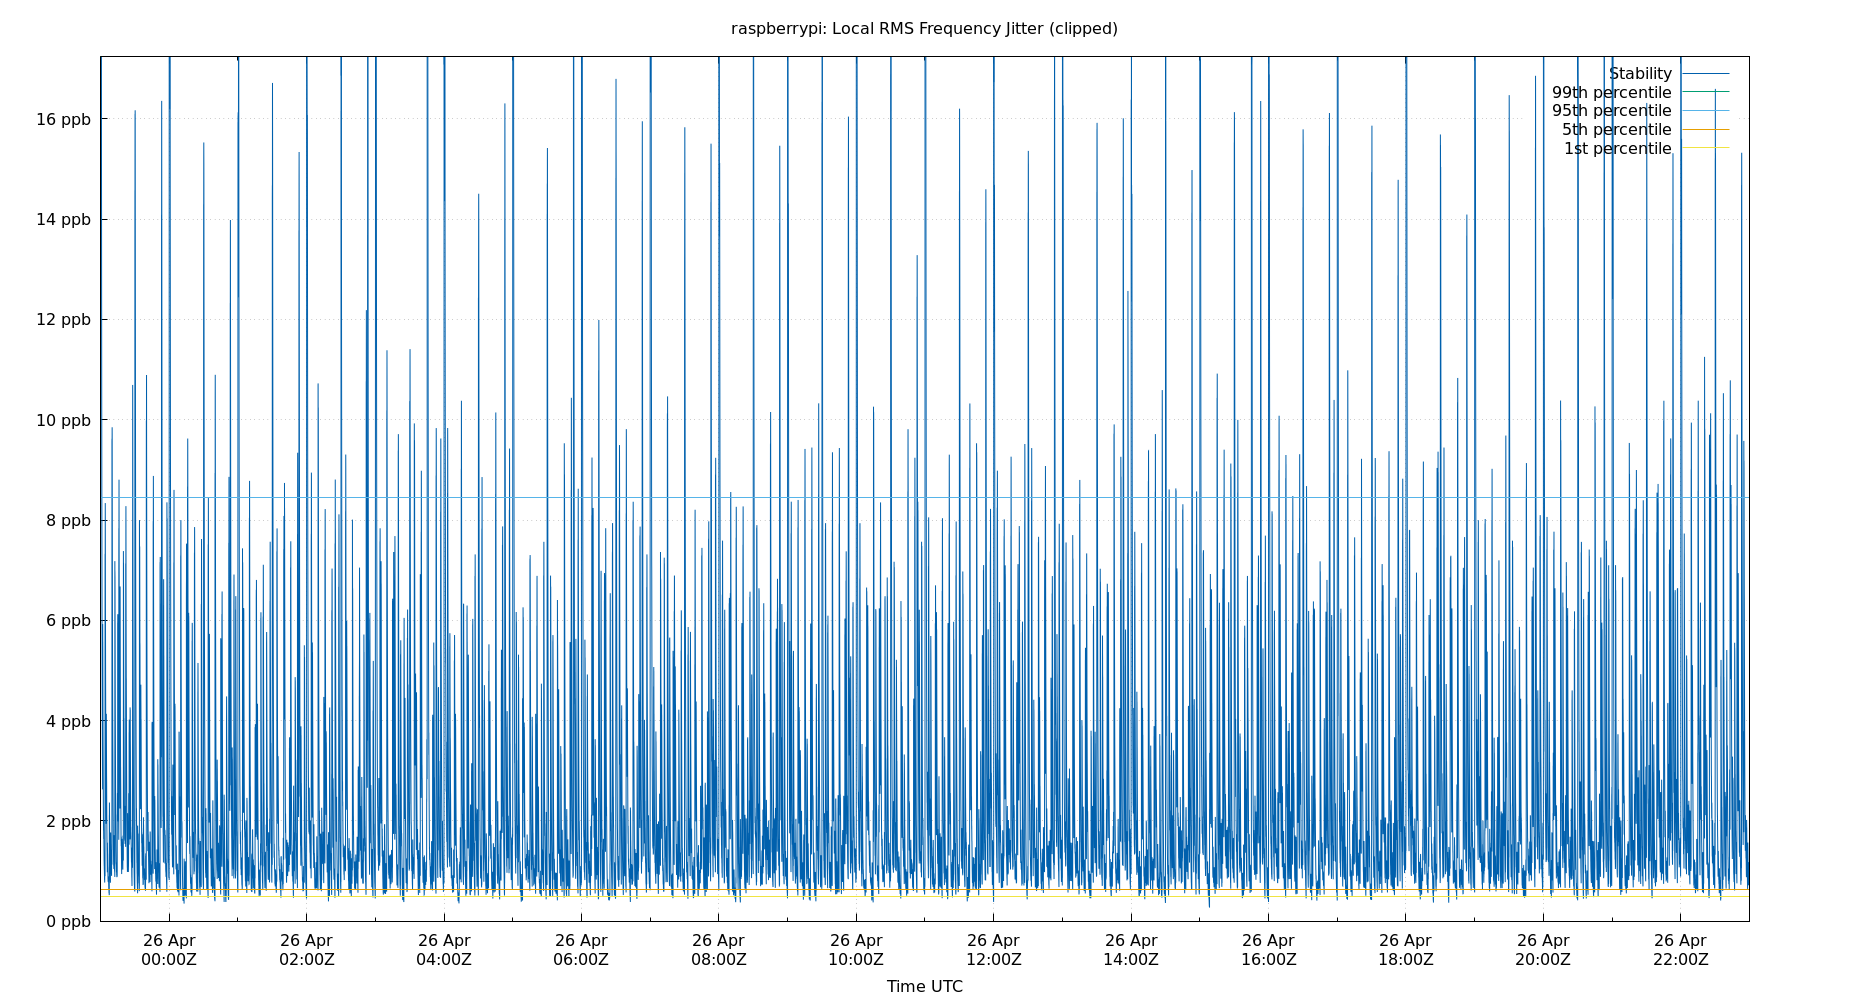 raspberrypi: Local RMS Frequency Jitter (clipped)
Stability
99th percentile
95th percentile
5th percentile
1st percentile
16 ppb
14 ppb
12 ppb
10 ppb
8 ppb
6 ppb
4 ppb
2 ppb
0 ppb
26 Apr 26 Apr 26 Apr 26 Apr 26 Apr 26 Apr 26 Apr 26 Apr 26 Apr 26 Apr 26 Apr 26 Apr
00:00Z 02:00Z 04:00Z 06:00Z 08:00Z 10:00Z 12:00Z 14:00Z 16:00Z 18:00Z 20:00Z 22:00Z
Time UTC